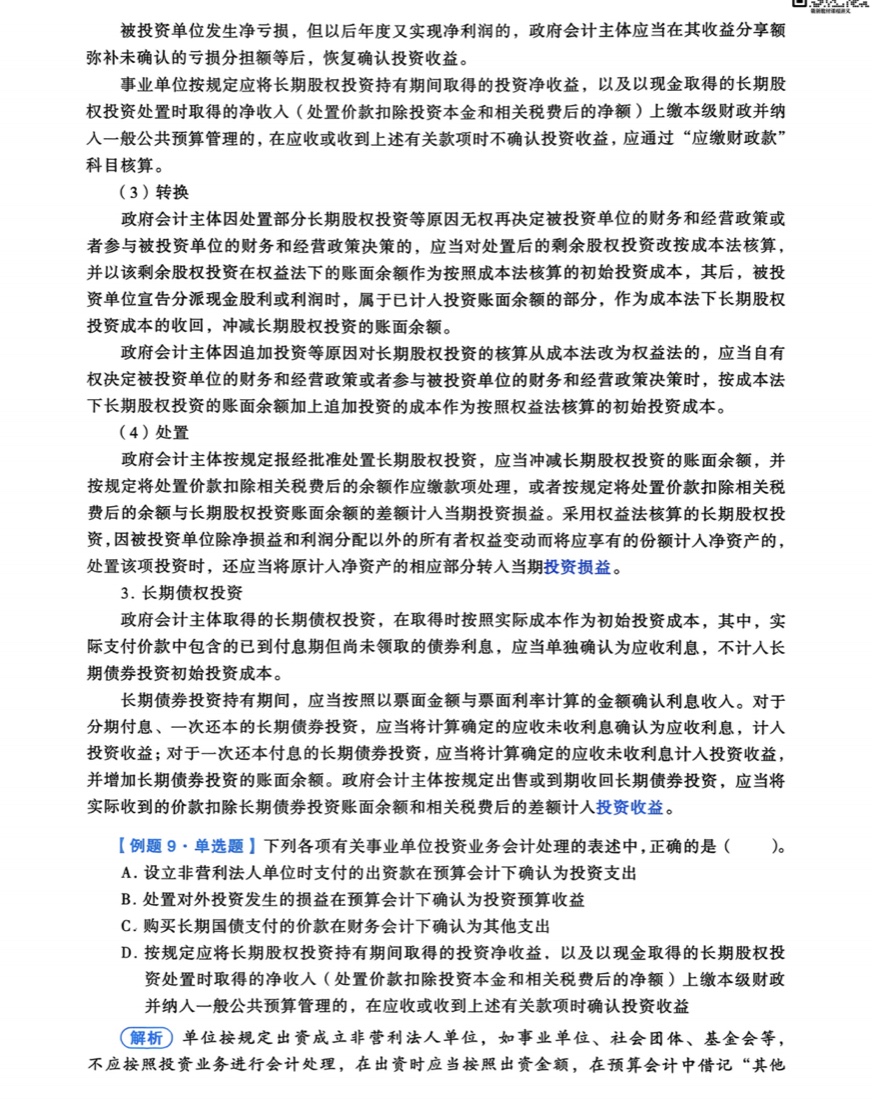 被投资单位发生净亏损，但以后年度又实现净利润的，政府会计主体应当在其收益分享额
弥补未确认的亏损分担额等后，恢复确认投资收益。
事业单位按规定应将长期股权投资持有期间取得的投资净收益，以及以现金取得的长期股
权投资处置时取得的净收入（处置价款扣除投资本金和相关税费后的净额）上缴本级财政并纳
入一般公共预算管理的，在应收或收到上述有关款项时不确认投资收益，应通过“应缴财政款”
科目核算。
（3）转换
政府会计主体因处置部分长期股权投资等原因无权再决定被投资单位的财务和经营政策或
者参与被投资单位的财务和经营政策决策的，应当对处置后的剩余股权投资改按成本法核算，
并以该剩余股权投资在权益法下的账面余额作为按照成本法核算的初始投资成本，其后，被投
资单位宣告分派现金股利或利润时，属于已计入投资账面余额的部分，作为成本法下长期股权
投资成本的收回，冲减长期股权投资的账面余额。
政府会计主体因追加投资等原因对长期股权投资的核算从成本法改为权益法的，应当自有
权决定被投资单位的财务和经营政策或者参与被投资单位的财务和经营政策决策时，按成本法
下长期股权投资的账面余额加上追加投资的成本作为按照权益法核算的初始投资成本。
（4）处置
政府会计主体按规定报经批准处置长期股权投资，应当冲减长期股权投资的账面余额，并
按规定将处置价款扣除相关税费后的余额作应缴款项处理，或者按规定将处置价款扣除相关税
费后的余额与长期股权投资账面余额的差额计入当期投资损益。采用权益法核算的长期股权投
资，因被投资单位除净损益和利润分配以外的所有者权益变动而将应享有的份额计入净资产的，
处置该项投资时，还应当将原计入净资产的相应部分转入当期投资损益。
3. 长期债权投资
政府会计主体取得的长期债权投资，在取得时按照实际成本作为初始投资成本，其中，实
际支付价款中包含的已到付息期但尚未领取的债券利息，应当单独确认为应收利息，不计入长
期债券投资初始投资成本。
长期债券投资持有期间，应当按照以票面金额与票面利率计算的金额确认利息收入。对于
分期付息、一次还本的长期债券投资，应当将计算确定的应收未收利息确认为应收利息，计入
投资收益；对于一次还本付息的长期债券投资，应当将计算确定的应收未收利息计入投资收益，
并增加长期债券投资的账面余额。政府会计主体按规定出售或到期收回长期债券投资，应当将
实际收到的价款扣除长期债券投资账面余额和相关税费后的差额计入投资收益。
【例题 9·单选题】下列各项有关事业单位投资业务会计处理的表述中，正确的是（　　）。
A. 设立非营利法人单位时支付的出资款在预算会计下确认为投资支出
B. 处置对外投资发生的损益在预算会计下确认为投资预算收益
C. 购买长期国债支付的价款在财务会计下确认为其他支出
D. 按规定应将长期股权投资持有期间取得的投资净收益，以及以现金取得的长期股权投
资处置时取得的净收入（处置价款扣除投资本金和相关税费后的净额）上缴本级财政
并纳入一般公共预算管理的，在应收或收到上述有关款项时确认投资收益
解析 单位按规定出资成立非营利法人单位，如事业单位、社会团体、基金会等，
不应按照投资业务进行会计处理，在出资时应当按照出资金额，在预算会计中借记“其他